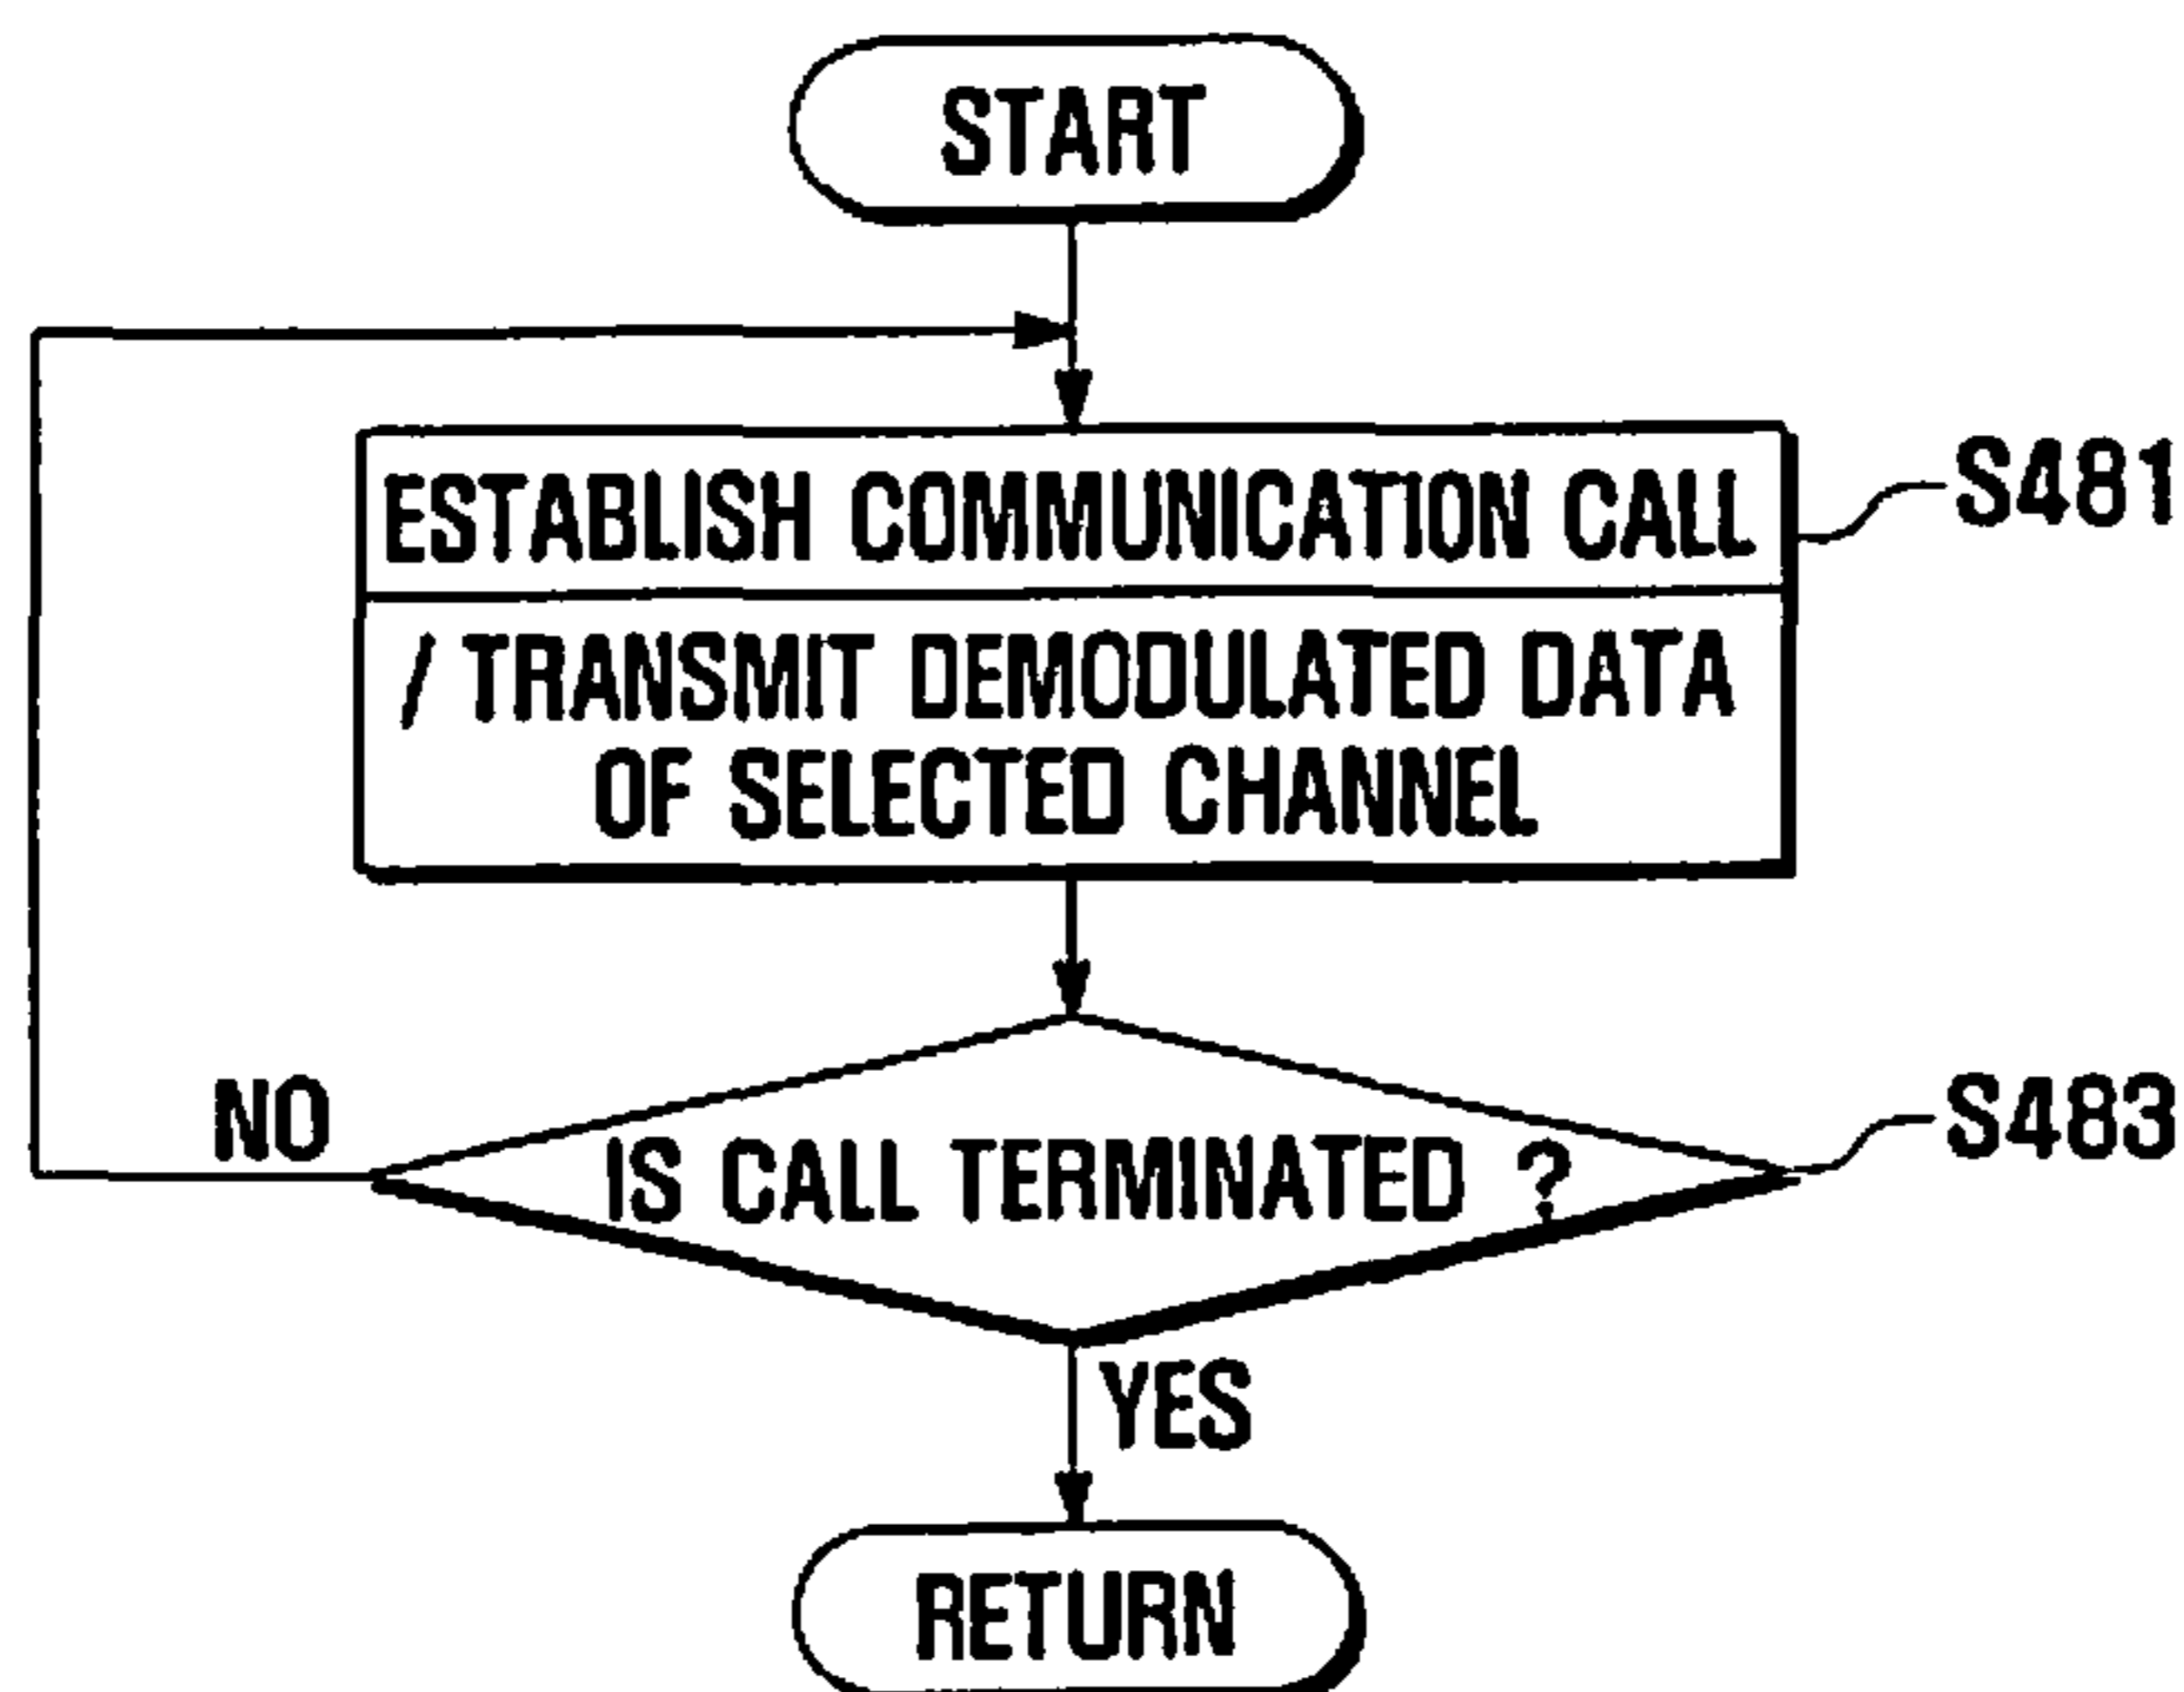 START
ESTABLISH COMMUNICATION CALL
S481
/ TRANSMIT DEMODULATED DATA
OF SELECTED CHANNEL
NO
IS CALL TERMINATED ?
S483
YES
RETURN